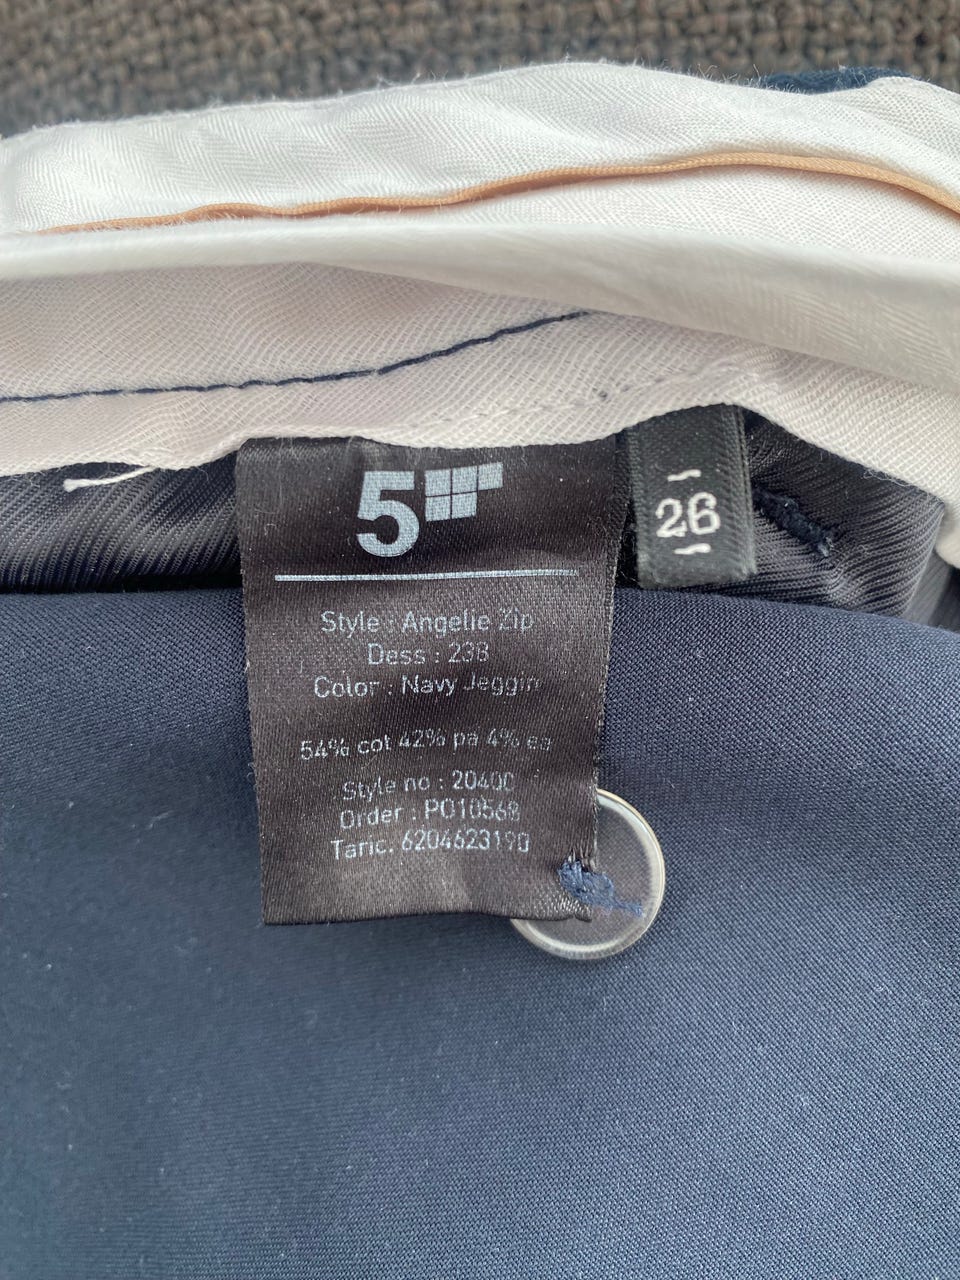 5
26
Style : Angelie Zip
Dess : 238
Color : Navy Jeggin
54% cot 42% pa 4% ea
Style no : 20400
Order : PO10568
Taric. 6204623190